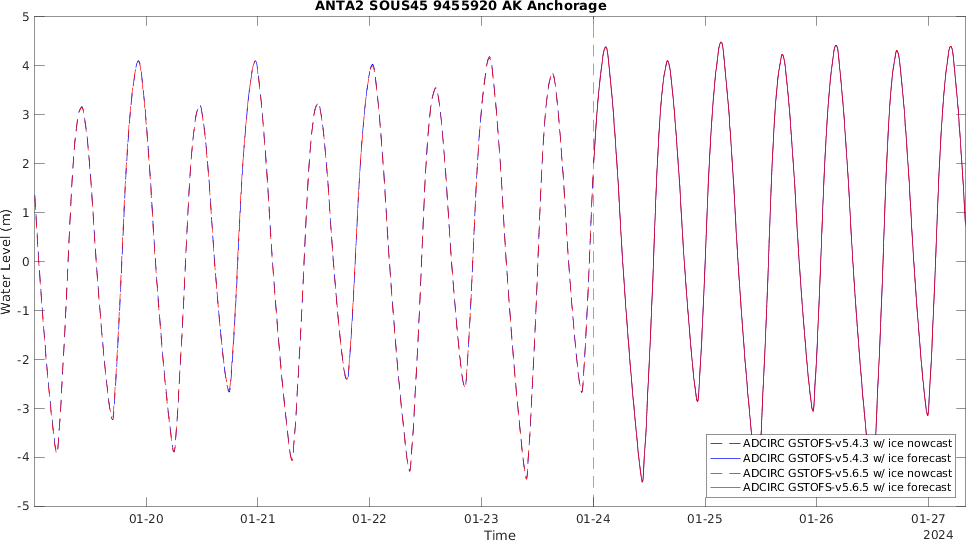 ANTA2 SOUS45 9455920 AK Anchorage
5
4
3
2
1
0
-1
-2
-3
-4
-5
Water Level (m)
ADCIRC GSTOFS-v5.4.3 w/ ice nowcast
ADCIRC GSTOFS-v5.4.3 w/ ice forecast
ADCIRC GSTOFS-v5.6.5 w/ ice nowcast
ADCIRC GSTOFS-v5.6.5 w/ ice forecast
01-20 01-21 01-22 01-23 01-24 01-25 01-26 01-27
Time
2024